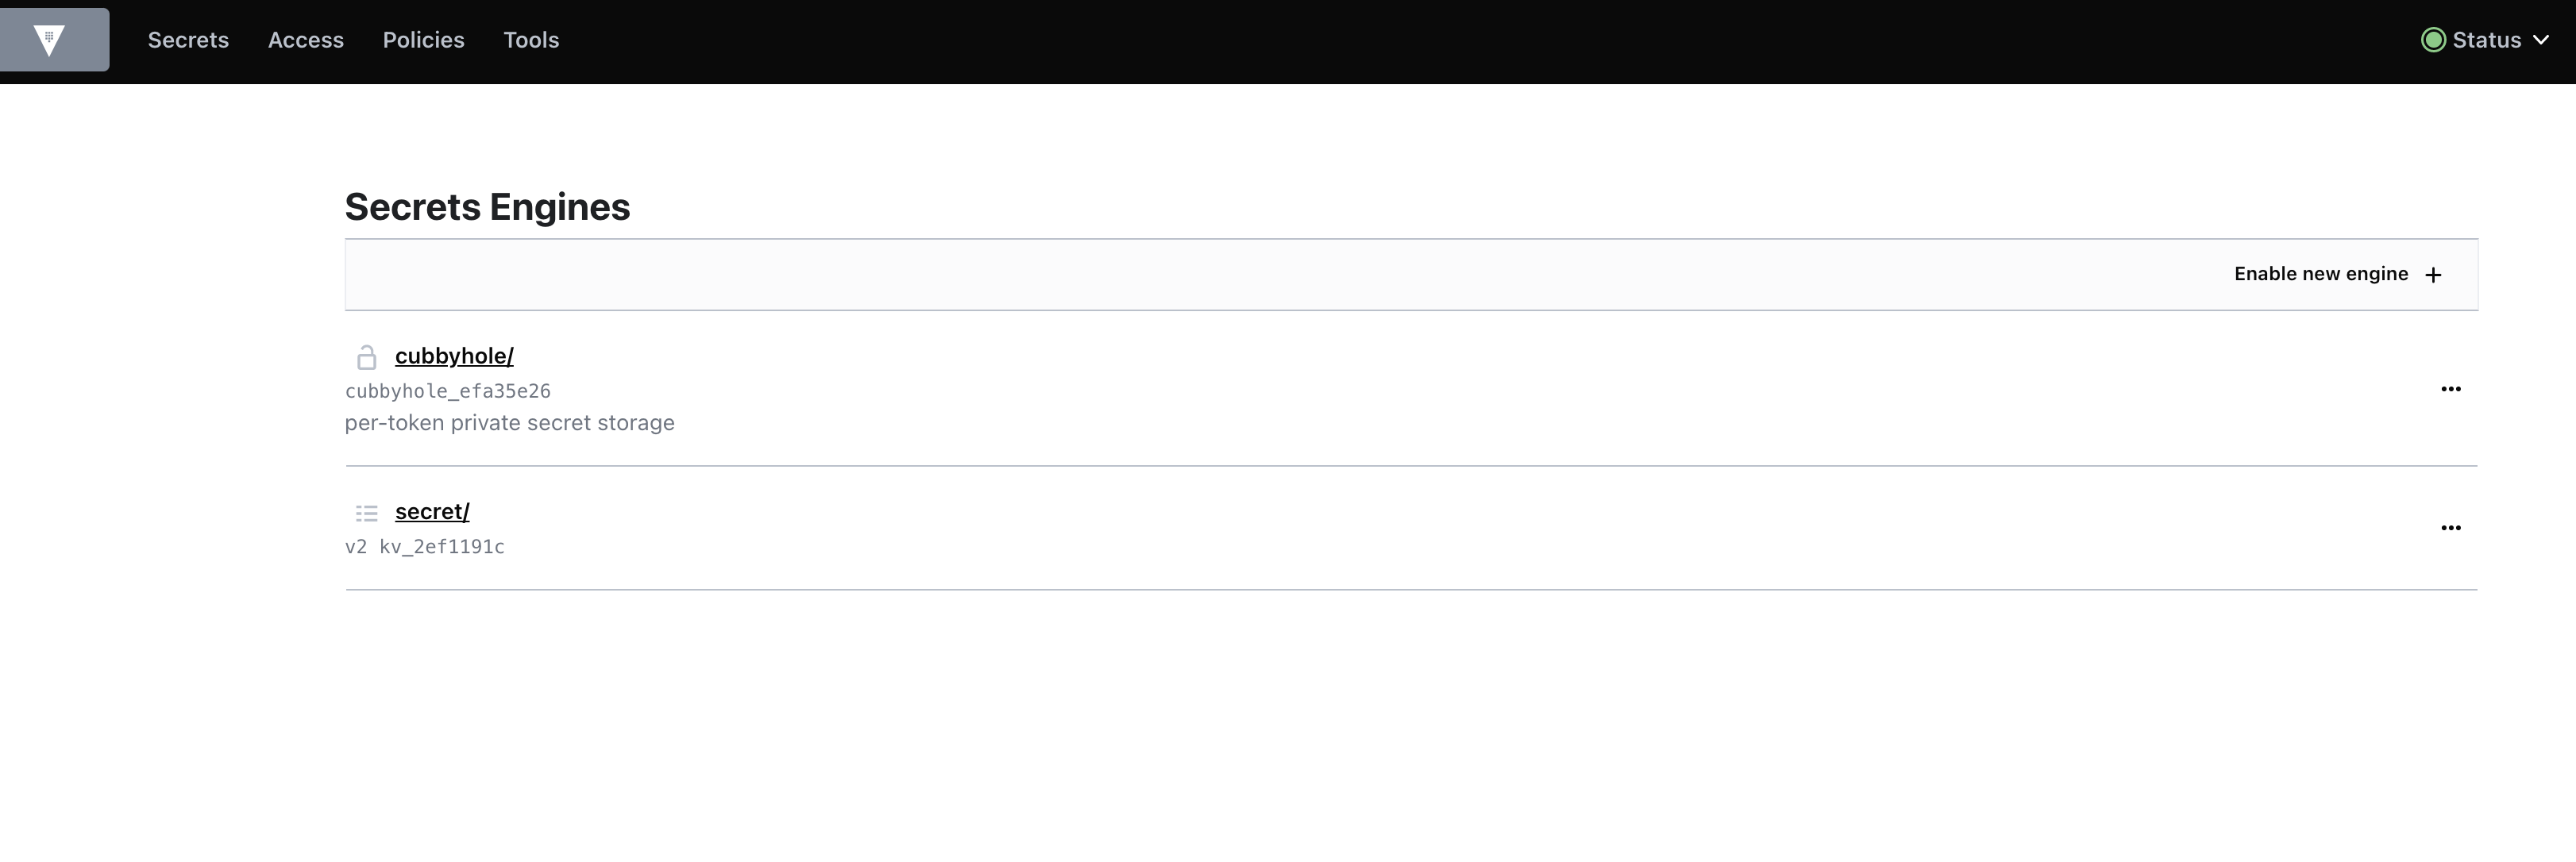 Secrets Access Policies Tools Status
Secrets Engines
Enable new engine
cubbyhole/
cubbyhole_efa35e26
per-token private secret storage
secret/
v2 kv_2ef1191c